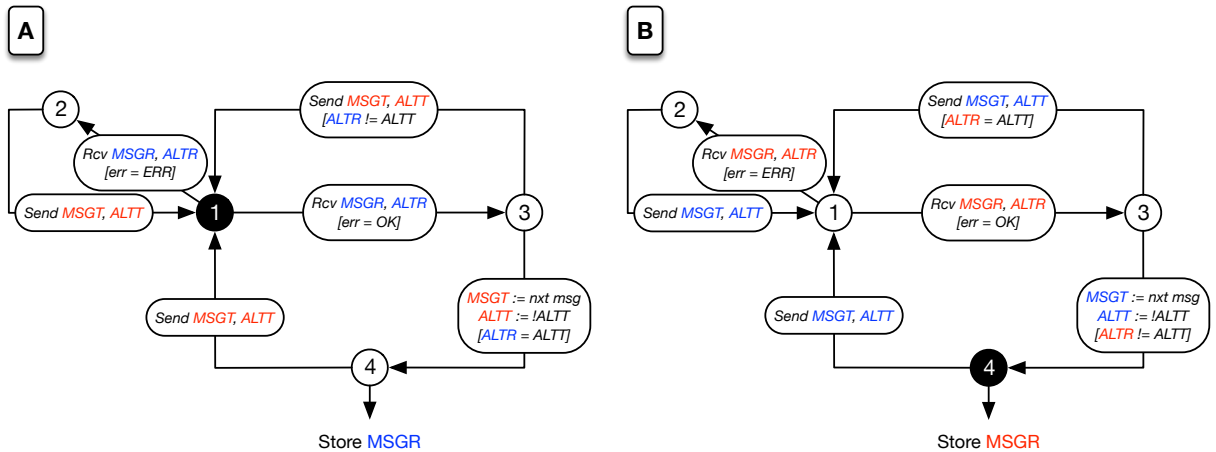 A
2
Send MSGT, ALTT
[ALTR != ALTT
Rcv MSGR, ALTR
[err = ERR]
Send MSGT, ALTT
1
Rcv MSGR, ALTR
[err = OK]
3
MSGT := nxt msg
ALTT := !ALTT
[ALTR = ALTT]
Send MSGT, ALTT
4
Store MSGR
B
2
Send MSGT, ALTT
[ALTR = ALTT]
Rcv MSGR, ALTR
[err = ERR]
Send MSGT, ALTT
1
Rcv MSGR, ALTR
[err = OK]
3
MSGT := nxt msg
ALTT := !ALTT
[ALTR != ALTT]
Send MSGT, ALTT
4
Store MSGR